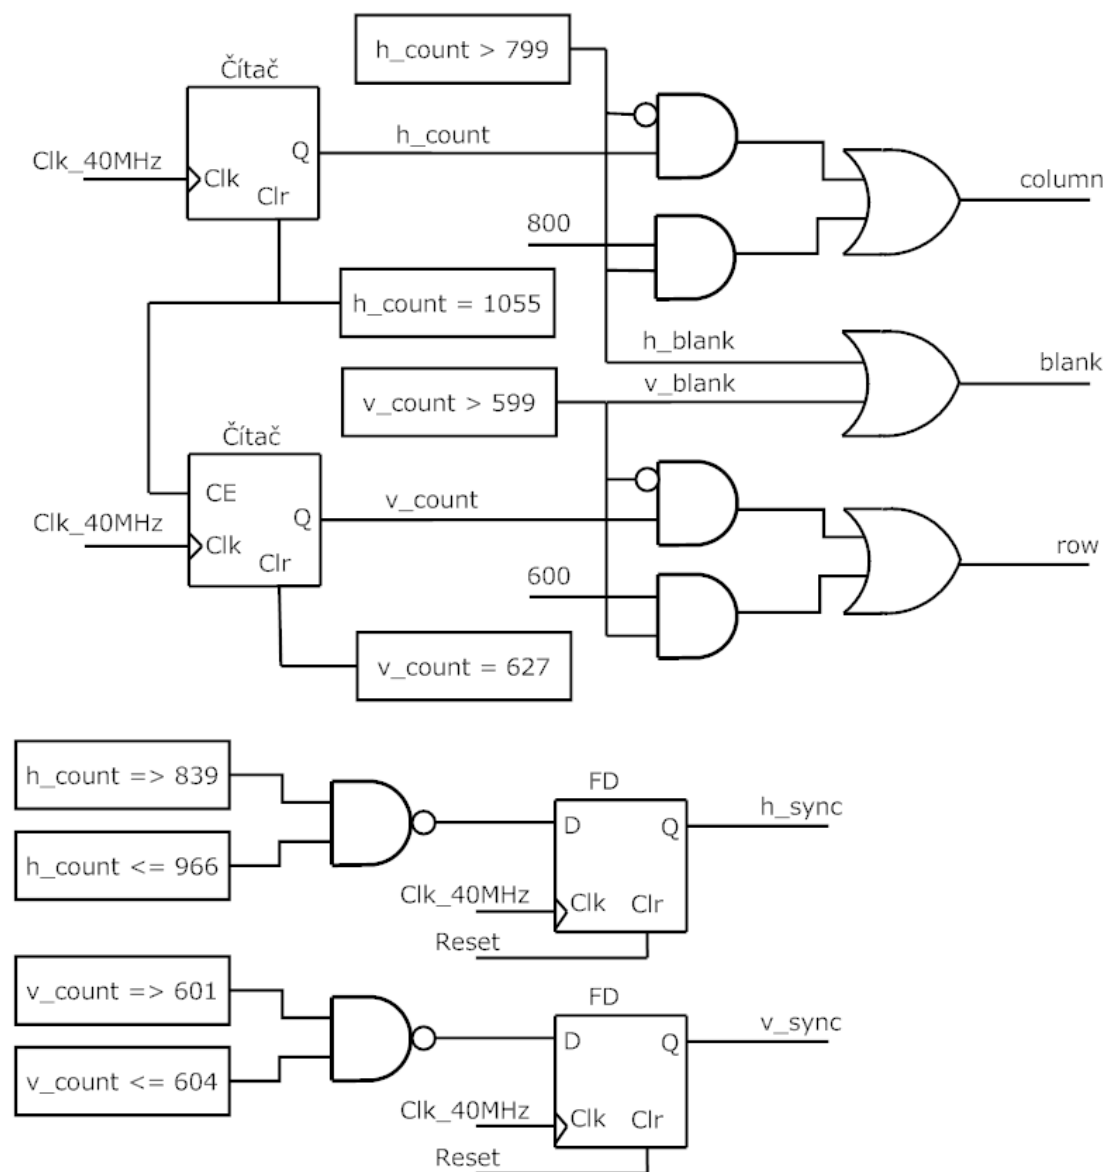 h_count > 799
Čítač
Q
h_count
Clk_40MHz
Clk
Clr
column
800
h_count = 1055
h_blank
blank
v_blank
v_count > 599
Čítač
CE
v_count
Q
Clk_40MHz
Clk
Clr
row
600
v_count = 627
h_count => 839
FD
h_sync
D
Q
h_count <= 966
Clk_40MHz
Clk
Clr
Reset
v_count => 601
FD
v_sync
D
Q
v_count <= 604
Clk_40MHz
Clk
Clr
Reset